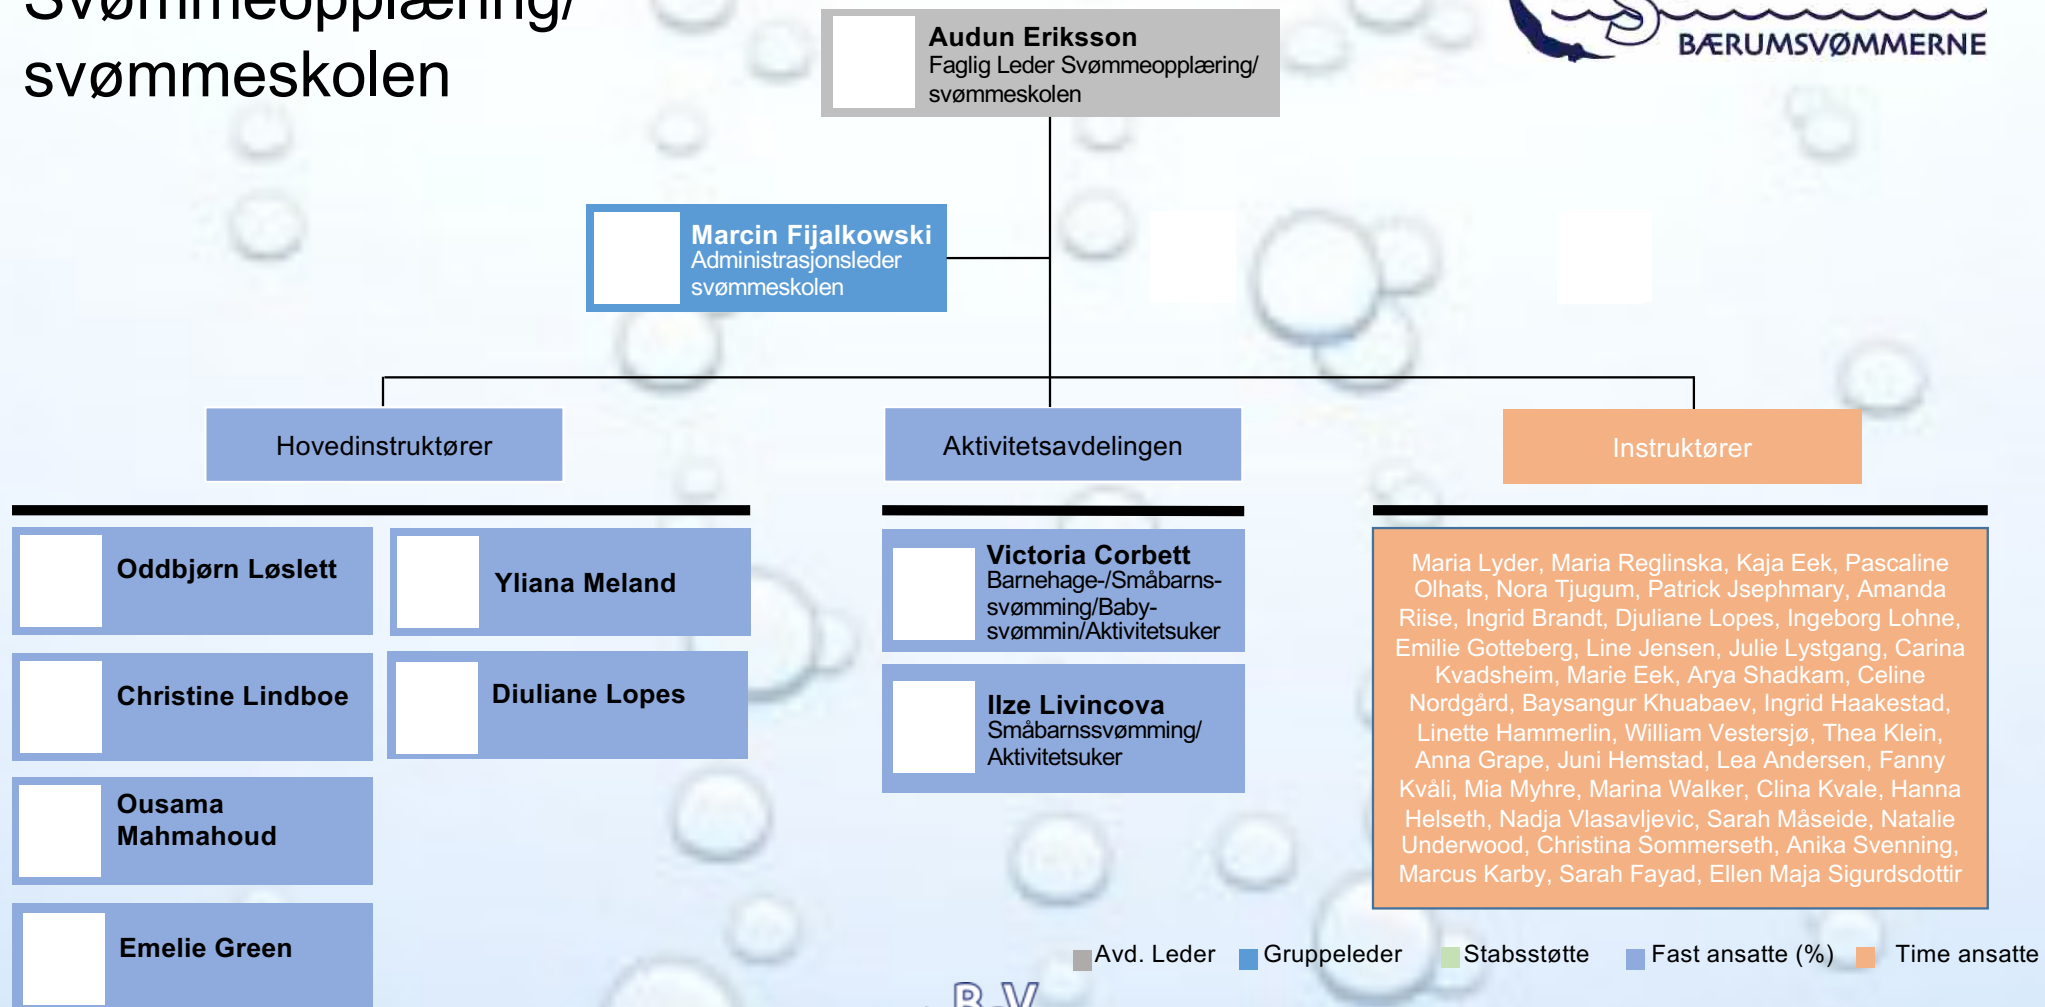 Svømmeopplæring/
svømmeskolen
BÆRUMSVØMMERNE
Audun Eriksson
Faglig Leder Svømmeopplæring/
svømmeskolen
Marcin Fijalkowski
Administrasjonsleder
svømmeskolen
Hovedinstruktører
Aktivitetsavdelingen
Instruktører
Oddbjørn Løslett
Yliana Meland
Christine Lindboe
Diuliane Lopes
Ousama
Mahmahoud
Emelie Green
Victoria Corbett
Barnehage-/Småbarns-
svømming/Baby-
svømmin/Aktivitetsuker
Ilze Livincova
Småbarnssvømming/
Aktivitetsuker
Maria Lyder, Maria Reglinska, Kaja Eek, Pascaline
Olhats, Nora Tjugum, Patrick Jsephmary, Amanda
Riise, Ingrid Brandt, Djuliane Lopes, Ingeborg Lohne,
Emilie Gotteberg, Line Jensen, Julie Lystgang, Carina
Kvadsheim, Marie Eek, Arya Shadkam, Celine
Nordgård, Baysangur Khuabaev, Ingrid Haakestad,
Linette Hammerlin, William Vestersjø, Thea Klein,
Anna Grape, Juni Hemstad, Lea Andersen, Fanny
Kvåli, Mia Myhre, Marina Walker, Clina Kvale, Hanna
Helseth, Nadja Vlasavljevic, Sarah Måseide, Natalie
Underwood, Christina Sommerseth, Anika Svenning,
Marcus Karby, Sarah Fayad, Ellen Maja Sigurdsdottir
Avd. Leder
Gruppeleder
Stabsstøtte
Fast ansatte (%)
Time ansatte